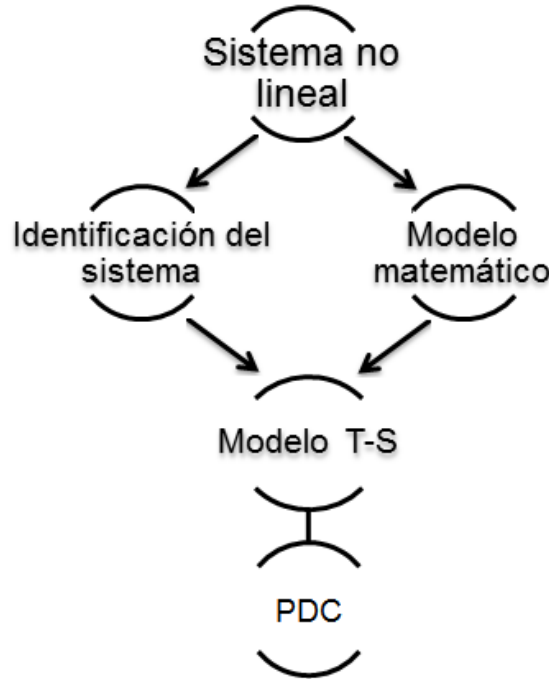 Sistema no
lineal
Identificación del
sistema
Modelo
matemático
Modelo T-S
PDC